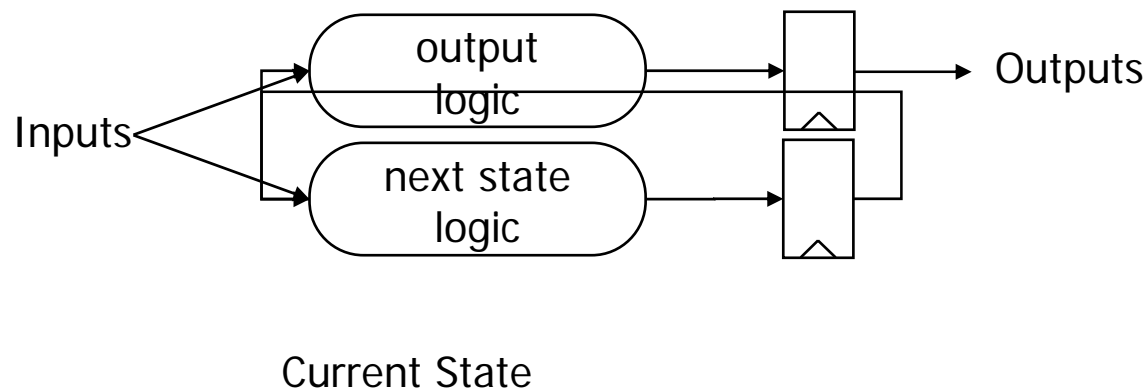 output
logic
Outputs
Inputs
next state
logic
Current State